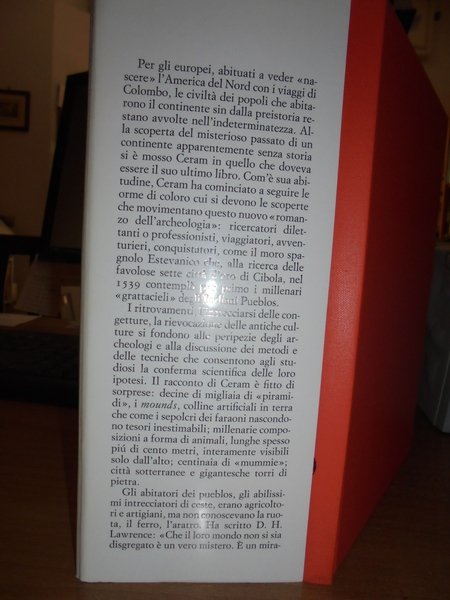 Per gli europei, abituati a veder «na-
scere» l'America del Nord con i viaggi di
Colombo, le civiltà dei popoli che abita-
rono il continente sin dalla preistoria re-
stano avvolte nell'indeterminatezza. Al-
la scoperta del misterioso passato di un
continente apparentemente senza storia
si è mosso Ceram in quello che doveva
essere il suo ultimo libro. Com'è sua abi-
tudine, Ceram ha cominciato a seguire le
orme di coloro cui si devono le scoperte
che movimentano questo nuovo «roman-
zo dell'archeologia»: ricercatori dilet-
tanti o professionisti, viaggiatori, avven-
turieri, conquistatori, come il moro spa-
gnolo Estevanico che, alla ricerca delle
favolose sette città d'oro di Cibola, nel
1539 contemplò per primo i millenari
«grattacieli» degli Indiani Pueblos.
I ritrovamenti, l'intrecciarsi delle con-
getture, la rievocazione delle antiche cul-
ture si fondono alle peripezie degli ar-
cheologi e alla discussione dei metodi e
delle tecniche che consentono agli stu-
diosi la conferma scientifica delle loro
ipotesi. Il racconto di Ceram è fitto di
sorprese: decine di migliaia di «pirami-
di», i mounds, colline artificiali in terra
che come i sepolcri dei faraoni nascondo-
no tesori inestimabili; millenarie compo-
sizioni a forma di animali, lunghe spesso
piú di cento metri, interamente visibili
solo dall'alto; centinaia di «mummie»;
città sotterranee e gigantesche torri di
pietra.
Gli abitatori dei pueblos, gli abilissi-
mi intrecciatori di ceste, erano agricolto-
ri e artigiani, ma non conoscevano la ruo-
ta, il ferro, l'aratro. Ha scritto D. H.
Lawrence: «Che il loro mondo non si sia
disgregato è un vero mistero. È un mira-